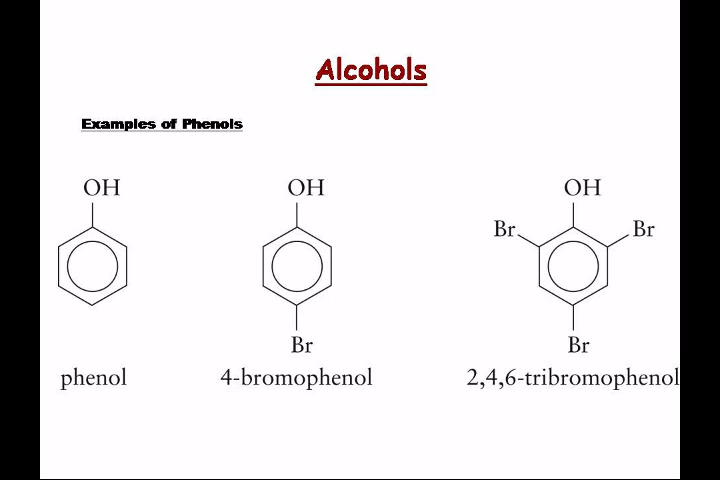 Alcohols
Examples of Phenols
OH OH OH
Br Br
Br Br
phenol 4-bromophenol 2,4,6-tribromophenol